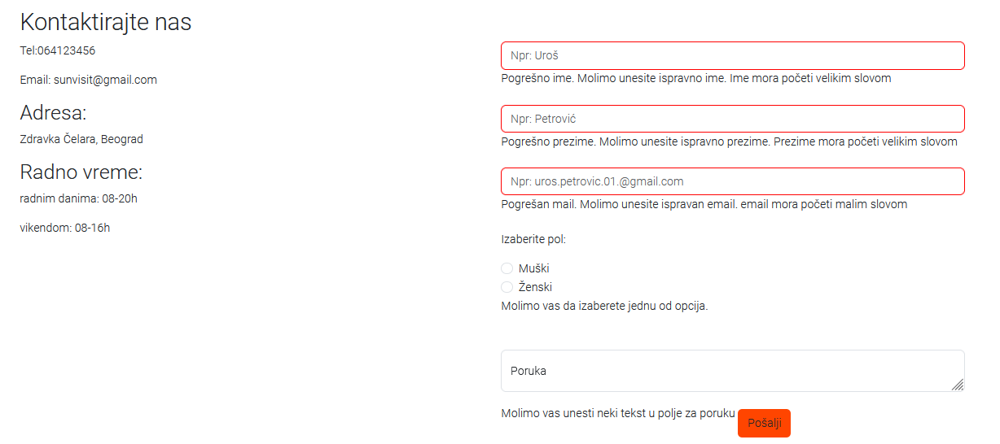 Kontaktirajte nas
Tel:064123456
Email: sunvisit@gmail.com
Adresa:
Zdravka Čelara, Beograd
Radno vreme:
radnim danima: 08-20h
vikendom: 08-16h
Npr: Uroš
Pogrešno ime. Molimo unesite ispravno ime. Ime mora početi velikim slovom
Npr: Petrović
Pogrešno prezime. Molimo unesite ispravno prezime. Prezime mora početi velikim slovom
Npr: uros.petrovic.01.@gmail.com
Pogrešan mail. Molimo unesite ispravan email. email mora početi malim slovom
Izaberite pol:
Muški
Ženski
Molimo vas da izaberete jednu od opcija.
Poruka
Molimo vas unesti neki tekst u polje za poruku
Pošalji